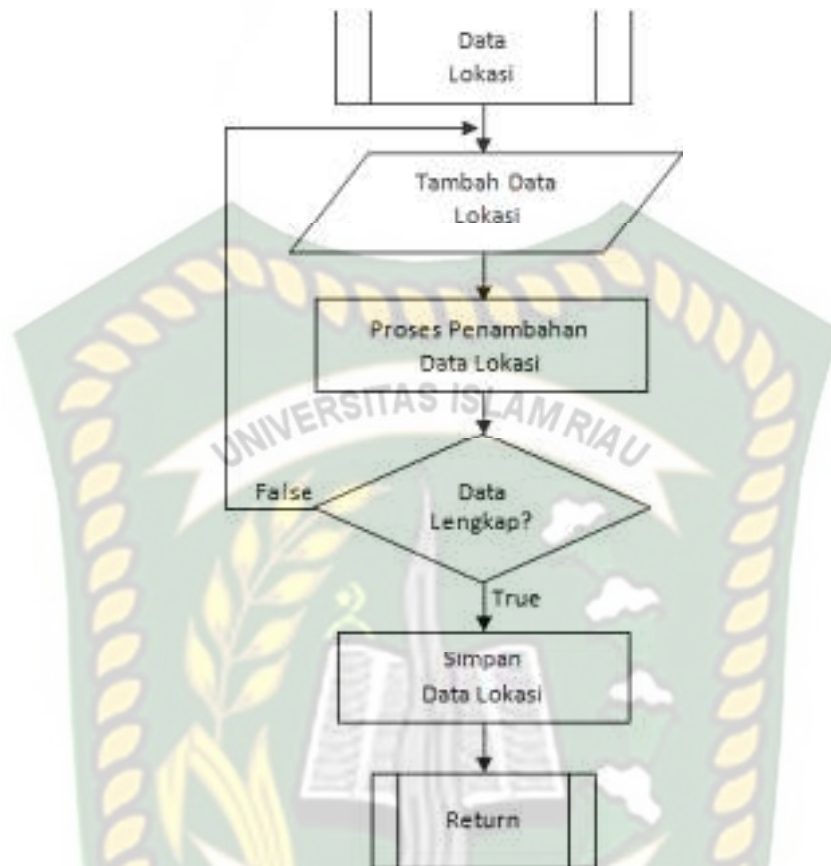 Data
Lokasi
Tambah Data
Lokasi
Proses Penambahan
Data Lokasi
UNIVERSITAS ISLAM RIAU
False
Data
Lengkap?
True
Simpan
Data Lokasi
Return